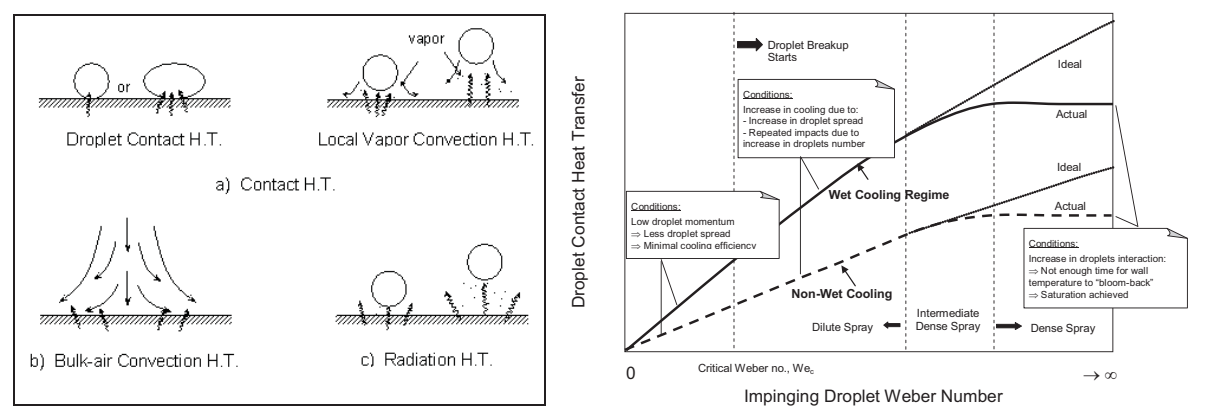 or
vapor
Droplet Contact H.T.
Local Vapor Convection H.T.
a) Contact H.T.
b) Bulk-air Convection H.T.
c) Radiation H.T.
Droplet Contact Heat Transfer
Droplet Breakup
Starts
Conditions:
Increase in cooling due to:
- Increase in droplet spread
- Repeated impacts due to
increase in droplets number
Ideal
Actual
Wet Cooling Regime
Ideal
Actual
Conditions:
Low droplet momentum
⇒ Less droplet spread
⇒ Minimal cooling efficiency
Non-Wet Cooling
Conditions:
Increase in droplets interaction:
⇒ Not enough time for wall
temperature to “bloom-back”
⇒ Saturation achieved
Dilute Spray
Intermediate
Dense Spray
Dense Spray
0
Critical Weber no., Wec
→ ∞
Impinging Droplet Weber Number